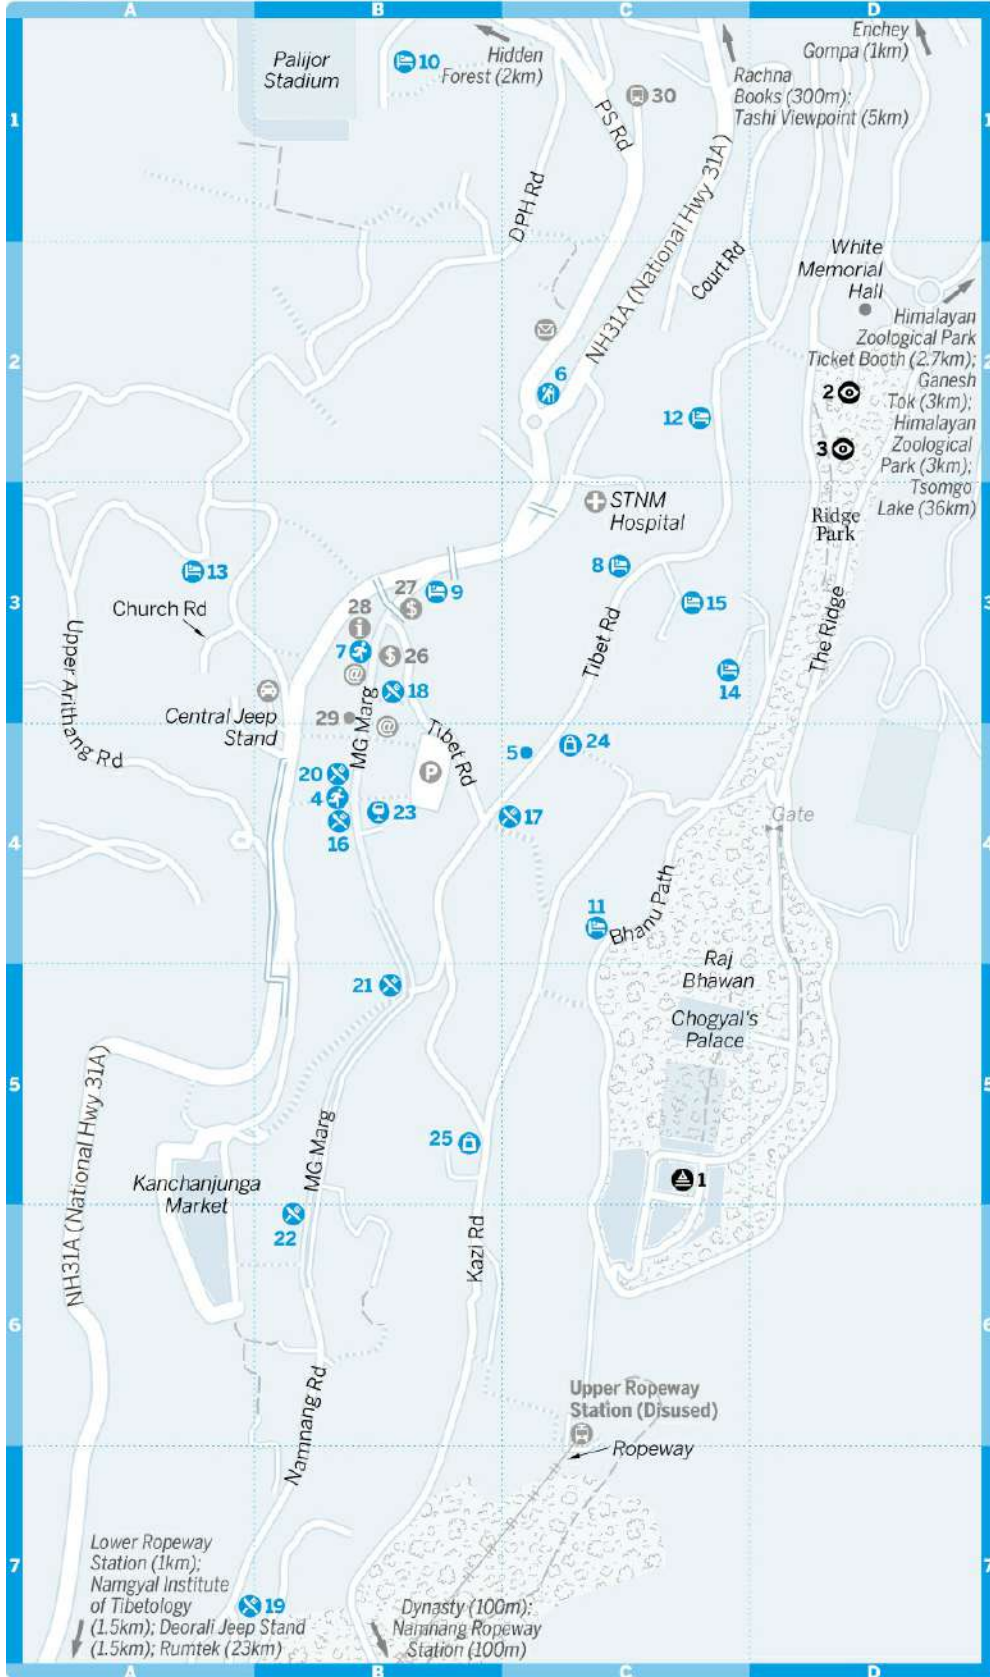 A
B
C
D
Palijor
Stadium
10
Hidden
Forest (2km)
Enchey
Gompa (1km)
Rachna
Books (300m);
Tashi Viewpoint (5km)
30
PS Rd
1
1
DPH Rd
NH31A (National Hwy 31A)
Court Rd
White
Memorial
Hall
Himalayan
Zoological Park
Ticket Booth (2.7km);
Ganesh
Tok (3km);
Himalayan
Zoological
Park (3km);
Tsomgo
Lake (36km)
2
2
6
2
12
3
STNM
Hospital
Ridge
Park
13
8
27
9
3
3
Church Rd
28
15
Upper Arithang Rd
7
26
Tibet Rd
The Ridge
@
18
14
Central Jeep
Stand
29
MG Marg
@
Tibet Rd
5
24
20
P
4
23
17
Gate
16
4
4
11
Bhanu Path
Raj
Bhawan
21
Chogyal's
Palace
NH31A (National Hwy 31A)
5
5
MG Marg
25
Kanchanjunga
Market
1
22
Kazi Rd
6
6
Namnang Rd
Upper Ropeway
Station (Disused)
Ropeway
Lower Ropeway
Station (1km);
Namgyal Institute
of Tibetology
(1.5km); Deorali Jeep Stand
(1.5km); Rumtek (23km)
7
7
19
Dynasty (100m);
Namnang Ropeway
Station (100m)
A
B
C
D